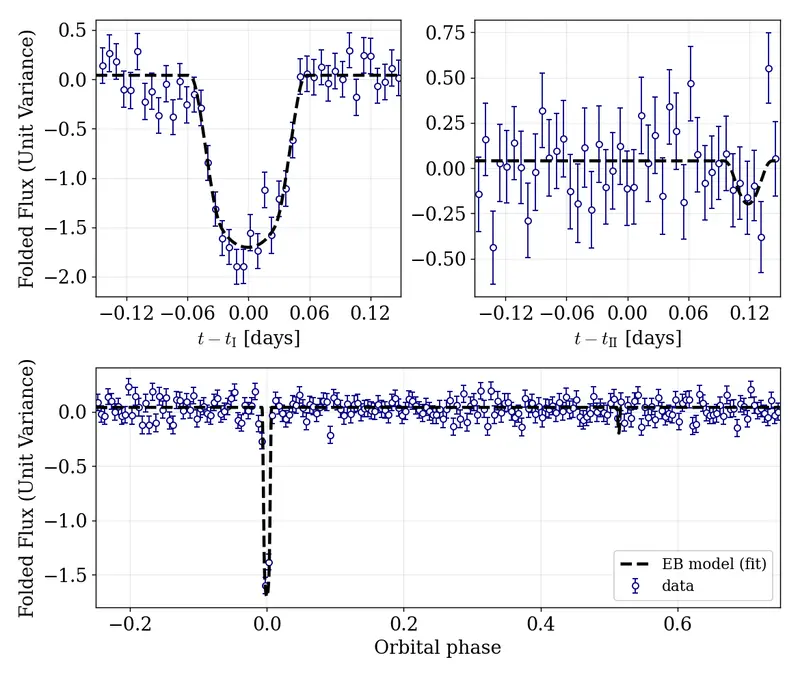 Folded Flux (Unit Variance)
0.5
0.0
−0.5
−1.0
−1.5
−2.0
−0.12 −0.06 0.00 0.06 0.12
t − tI [days]
0.75
0.50
0.25
0.00
−0.25
−0.50
−0.12 −0.06 0.00 0.06 0.12
t − tII [days]
Folded Flux (Unit Variance)
0.0
−0.5
−1.0
−1.5
−0.2 0.0 0.2 0.4 0.6
Orbital phase
EB model (fit)
data